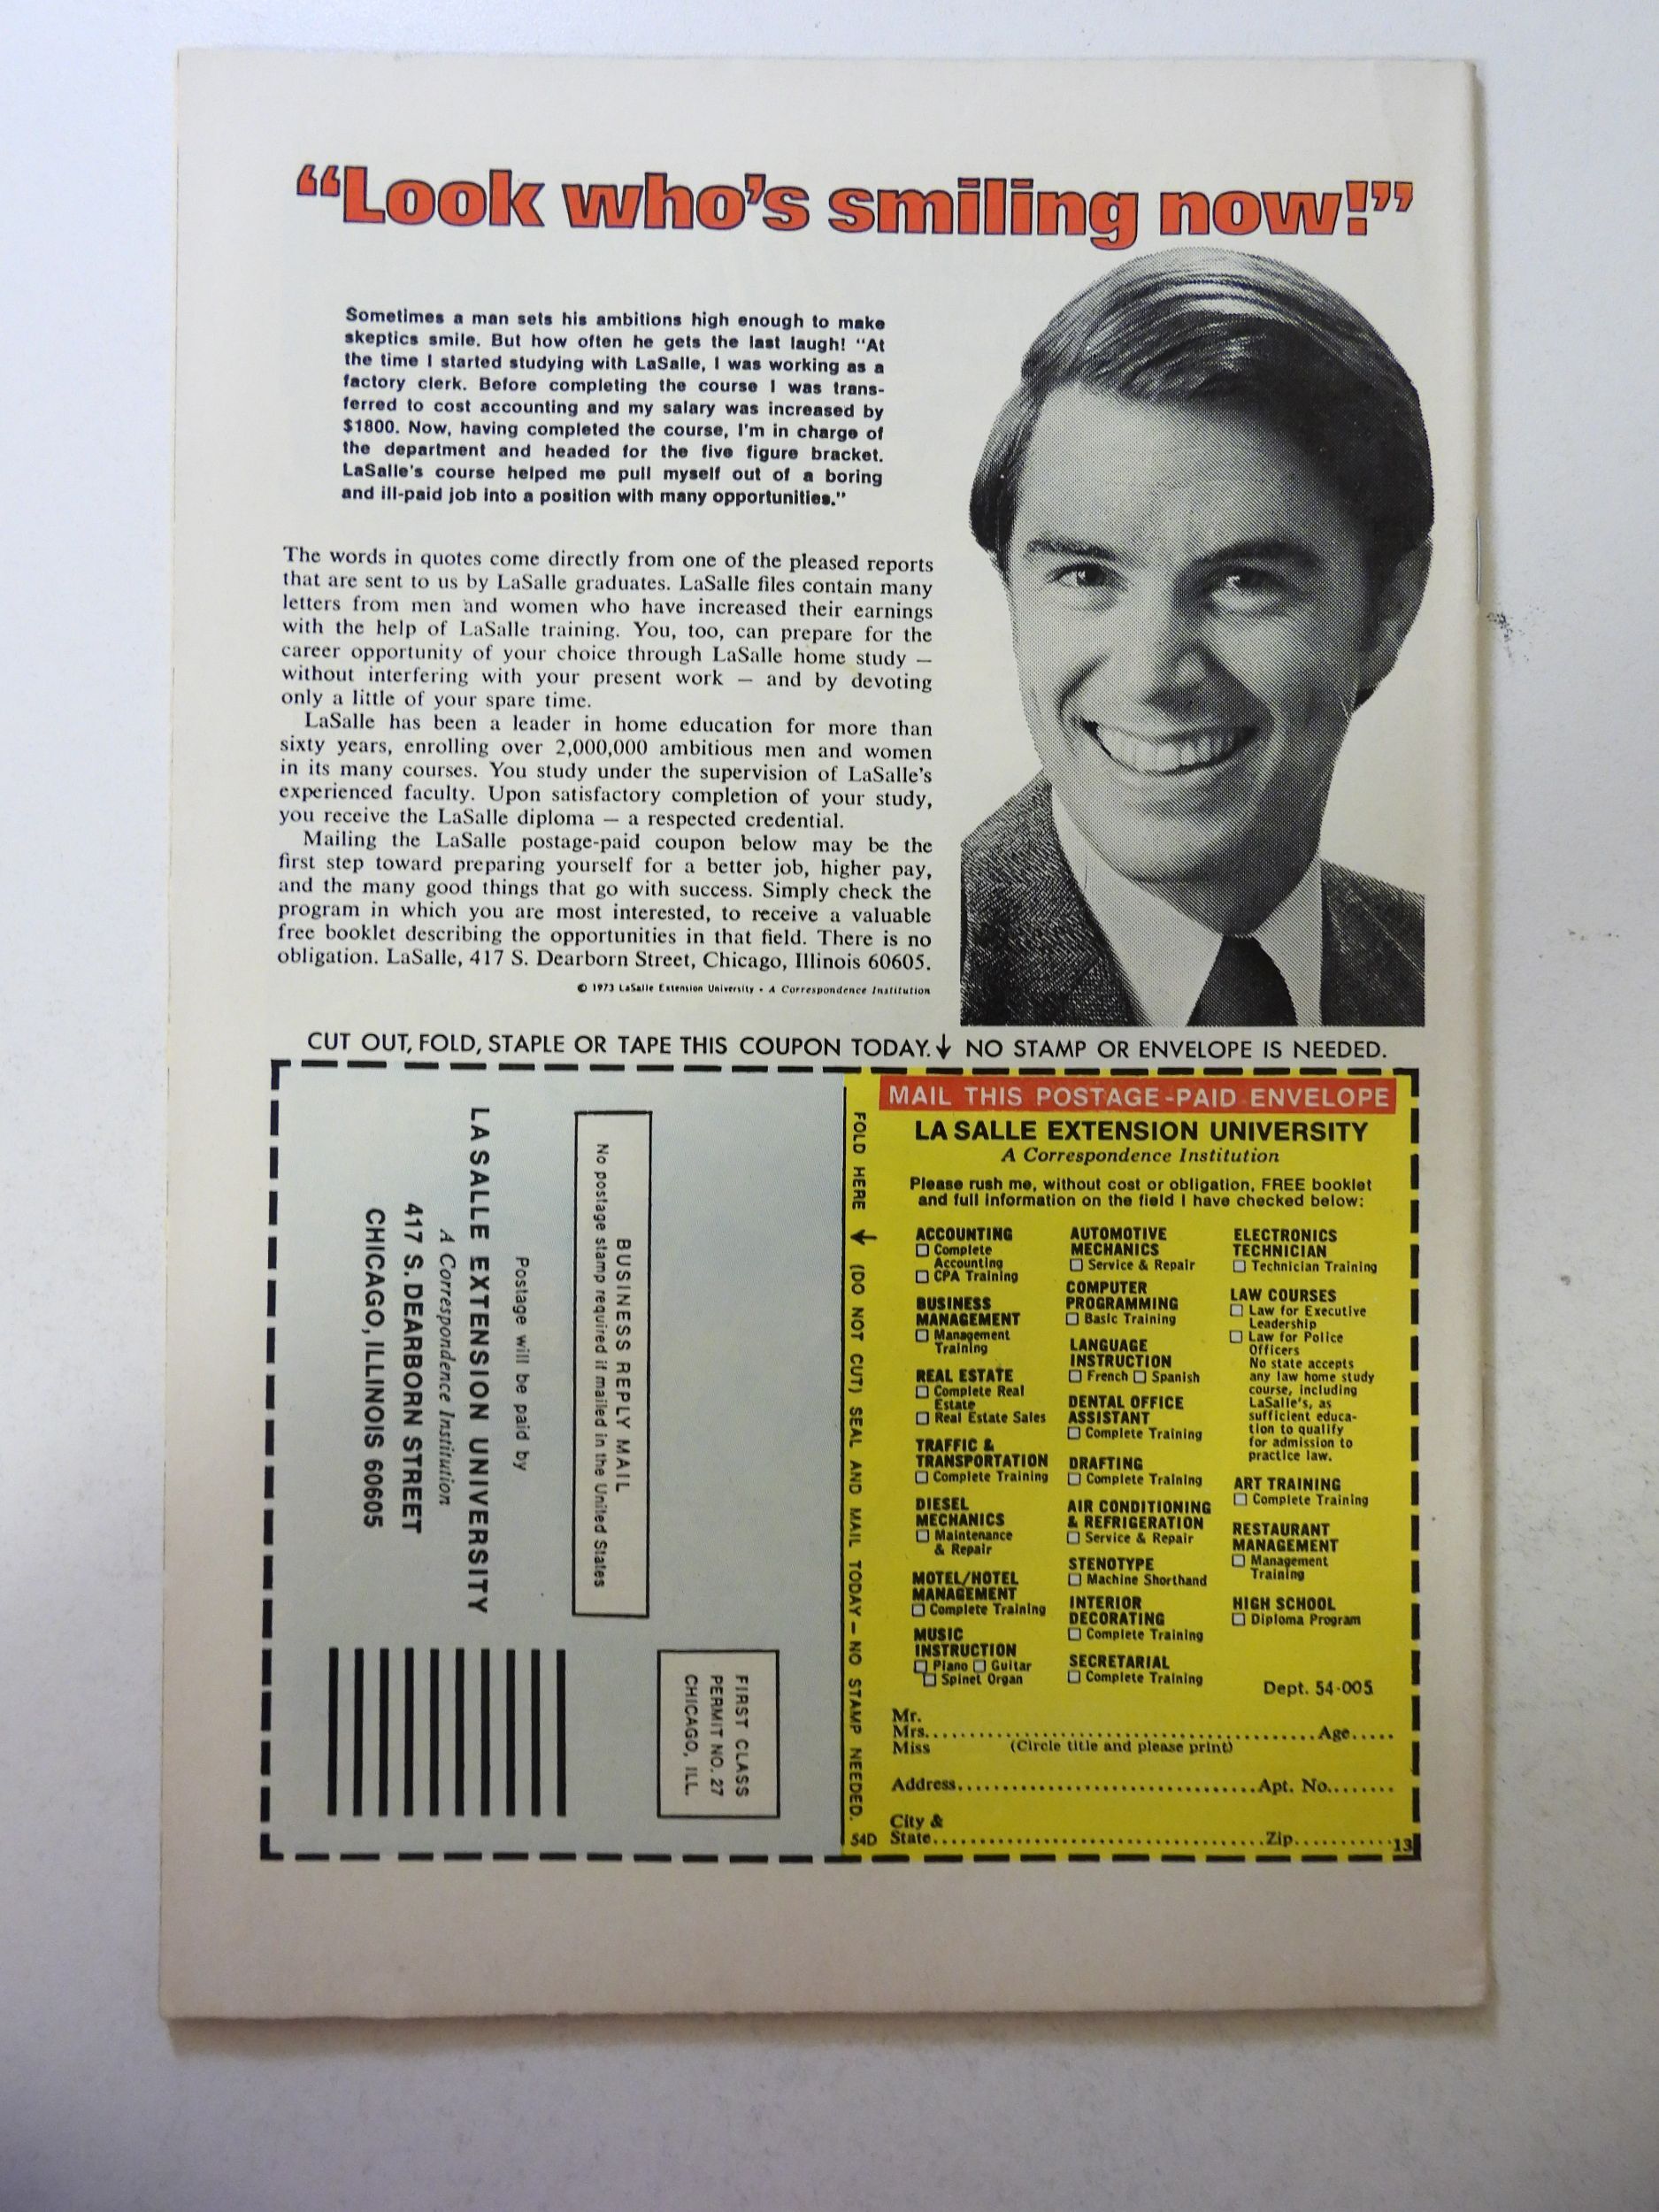 “Look who’s smiling now!”
Sometimes a man sets his ambitions high enough to make
skeptics smile. But how often he gets the last laugh! “At
the time I started studying with LaSalle, I was working as a
factory clerk. Before completing the course I was trans-
ferred to cost accounting and my salary was increased by
$1800. Now, having completed the course, I’m in charge of
the department and headed for the five figure bracket.
LaSalle’s course helped me pull myself out of a boring
and ill-paid job into a position with many opportunities.”
The words in quotes come directly from one of the pleased reports
that are sent to us by LaSalle graduates. LaSalle files contain many
letters from men and women who have increased their earnings
with the help of LaSalle training. You, too, can prepare for the
career opportunity of your choice through LaSalle home study —
without interfering with your present work — and by devoting
only a little of your spare time.
LaSalle has been a leader in home education for more than
sixty years, enrolling over 2,000,000 ambitious men and women
in its many courses. You study under the supervision of LaSalle’s
experienced faculty. Upon satisfactory completion of your study,
you receive the LaSalle diploma — a respected credential.
Mailing the LaSalle postage-paid coupon below may be the
first step toward preparing yourself for a better job, higher pay,
and the many good things that go with success. Simply check the
program in which you are most interested, to receive a valuable
free booklet describing the opportunities in that field. There is no
obligation. LaSalle, 417 S. Dearborn Street, Chicago, Illinois 60605.
© 1973 LaSalle Extension University • A Correspondence Institution
CUT OUT, FOLD, STAPLE OR TAPE THIS COUPON TODAY. ↓ NO STAMP OR ENVELOPE IS NEEDED.
FIRST CLASS
PERMIT NO. 27
CHICAGO, ILL.
BUSINESS REPLY MAIL
No postage stamp required if mailed in the United States
Postage will be paid by
LA SALLE EXTENSION UNIVERSITY
A Correspondence Institution
417 S. DEARBORN STREET
CHICAGO, ILLINOIS 60605
FOLD HERE ↓ (DO NOT CUT) SEAL AND MAIL TODAY — NO STAMP NEEDED.
54D
MAIL THIS POSTAGE-PAID ENVELOPE
LA SALLE EXTENSION UNIVERSITY
A Correspondence Institution
Please rush me, without cost or obligation, FREE booklet
and full information on the field I have checked below:
ACCOUNTING
☐ Complete
Accounting
☐ CPA Training
BUSINESS
MANAGEMENT
☐ Management
Training
REAL ESTATE
☐ Complete Real
Estate
☐ Real Estate Sales
TRAFFIC &
TRANSPORTATION
☐ Complete Training
DIESEL
MECHANICS
☐ Maintenance
& Repair
MOTEL/HOTEL
MANAGEMENT
☐ Complete Training
MUSIC
INSTRUCTION
☐ Piano ☐ Guitar
☐ Spinet Organ
AUTOMOTIVE
MECHANICS
☐ Service & Repair
COMPUTER
PROGRAMMING
☐ Basic Training
LANGUAGE
INSTRUCTION
☐ French ☐ Spanish
DENTAL OFFICE
ASSISTANT
☐ Complete Training
DRAFTING
☐ Complete Training
AIR CONDITIONING
& REFRIGERATION
☐ Service & Repair
STENOTYPE
☐ Machine Shorthand
INTERIOR
DECORATING
☐ Complete Training
SECRETARIAL
☐ Complete Training
ELECTRONICS
TECHNICIAN
☐ Technician Training
LAW COURSES
☐ Law for Executive
Leadership
☐ Law for Police
Officers
No state accepts
any law home study
course, including
LaSalle’s, as
sufficient educa-
tion to qualify
for admission to
practice law.
ART TRAINING
☐ Complete Training
RESTAURANT
MANAGEMENT
☐ Management
Training
HIGH SCHOOL
☐ Diploma Program
Dept. 54-005
Mr.
Mrs. Age
Miss (Circle title and please print)
Address Apt. No.
City &
State Zip 13